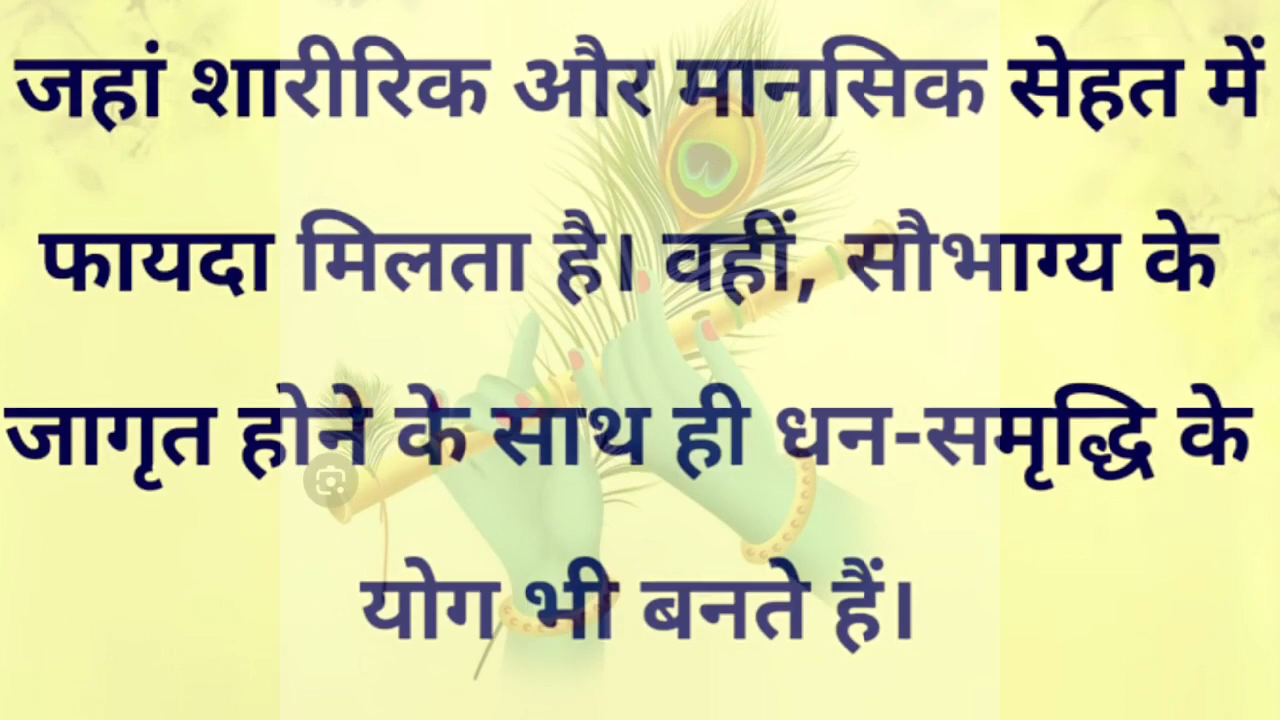 जहां शारीरिक और मानसिक सेहत में
फायदा मिलता है। वहीं, सौभाग्य के
जागृत होने के साथ ही धन-समृद्धि के
योग भी बनते हैं।